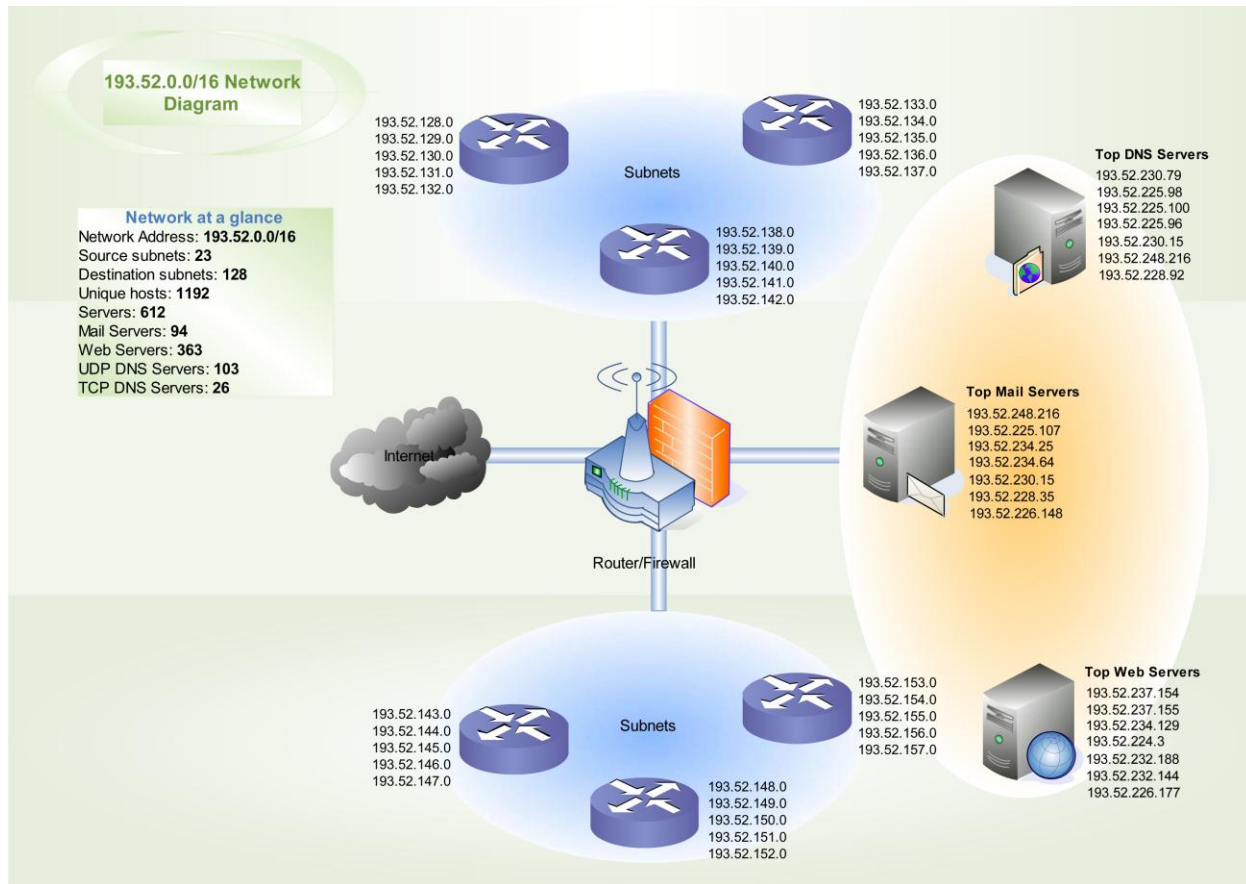 193.52.0.0/16 Network
Diagram
Network at a glance
Network Address: 193.52.0.0/16
Source subnets: 23
Destination subnets: 128
Unique hosts: 1192
Servers: 612
Mail Servers: 94
Web Servers: 363
UDP DNS Servers: 103
TCP DNS Servers: 26
193.52.128.0
193.52.129.0
193.52.130.0
193.52.131.0
193.52.132.0
Subnets
193.52.133.0
193.52.134.0
193.52.135.0
193.52.136.0
193.52.137.0
193.52.138.0
193.52.139.0
193.52.140.0
193.52.141.0
193.52.142.0
Top DNS Servers
193.52.230.79
193.52.225.98
193.52.225.100
193.52.225.96
193.52.230.15
193.52.248.216
193.52.228.92
Internet
Router/Firewall
Top Mail Servers
193.52.248.216
193.52.225.107
193.52.234.25
193.52.234.64
193.52.230.15
193.52.228.35
193.52.226.148
193.52.143.0
193.52.144.0
193.52.145.0
193.52.146.0
193.52.147.0
Subnets
193.52.153.0
193.52.154.0
193.52.155.0
193.52.156.0
193.52.157.0
193.52.148.0
193.52.149.0
193.52.150.0
193.52.151.0
193.52.152.0
Top Web Servers
193.52.237.154
193.52.237.155
193.52.234.129
193.52.224.3
193.52.232.188
193.52.232.144
193.52.226.177